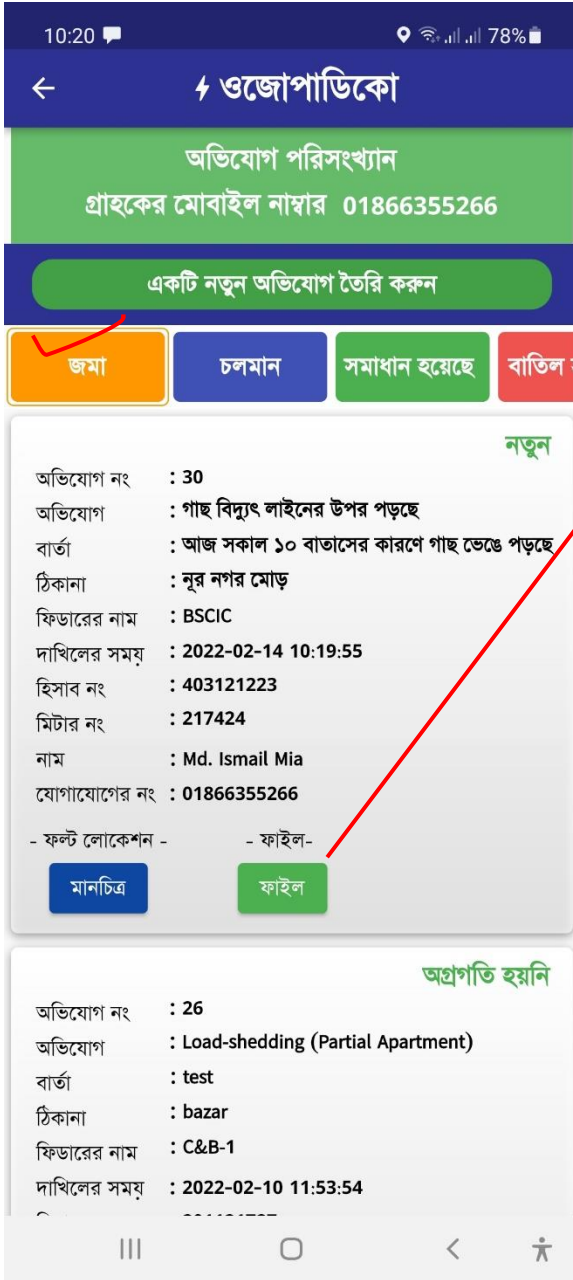 10:20 78%
ওজোপাডিকো
অভিযোগ পরিসংখ্যান
গ্রাহকের মোবাইল নাম্বার 01866355266
একটি নতুন অভিযোগ তৈরি করুন
জমা চলমান সমাধান হয়েছে বাতিল
নতুন
অভিযোগ নং : 30
অভিযোগ : গাছ বিদ্যুৎ লাইনের উপর পড়ছে
বার্তা : আজ সকাল ১০ বাতাসের কারণে গাছ ভেঙে পড়ছে
ঠিকানা : নূর নগর মোড়
ফিডারের নাম : BSCIC
দাখিলের সময় : 2022-02-14 10:19:55
হিসাব নং : 403121223
মিটার নং : 217424
নাম : Md. Ismail Mia
যোগাযোগের নং : 01866355266
- ফল্ট লোকেশন - - ফাইল-
মানচিত্র ফাইল
অগ্রগতি হয়নি
অভিযোগ নং : 26
অভিযোগ : Load-shedding (Partial Apartment)
বার্তা : test
ঠিকানা : bazar
ফিডারের নাম : C&B-1
দাখিলের সময় : 2022-02-10 11:53:54